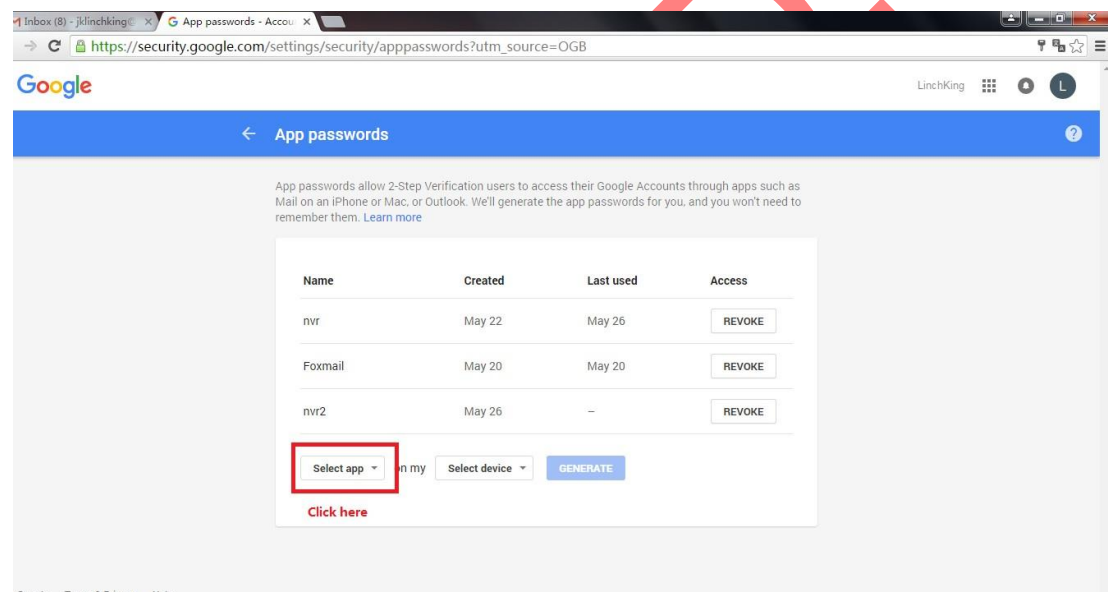 Inbox (8) - jklinchking@
G App passwords - Accou
https://security.google.com/settings/security/apppasswords?utm_source=OGB
Google
LinchKing
L
App passwords
App passwords allow 2-Step Verification users to access their Google Accounts through apps such as
Mail on an iPhone or Mac, or Outlook. We'll generate the app passwords for you, and you won't need to
remember them. Learn more
Name Created Last used Access
nvr May 22 May 26 REVOKE
Foxmail May 20 May 20 REVOKE
nvr2 May 26 – REVOKE
Select app on my Select device GENERATE
Click here